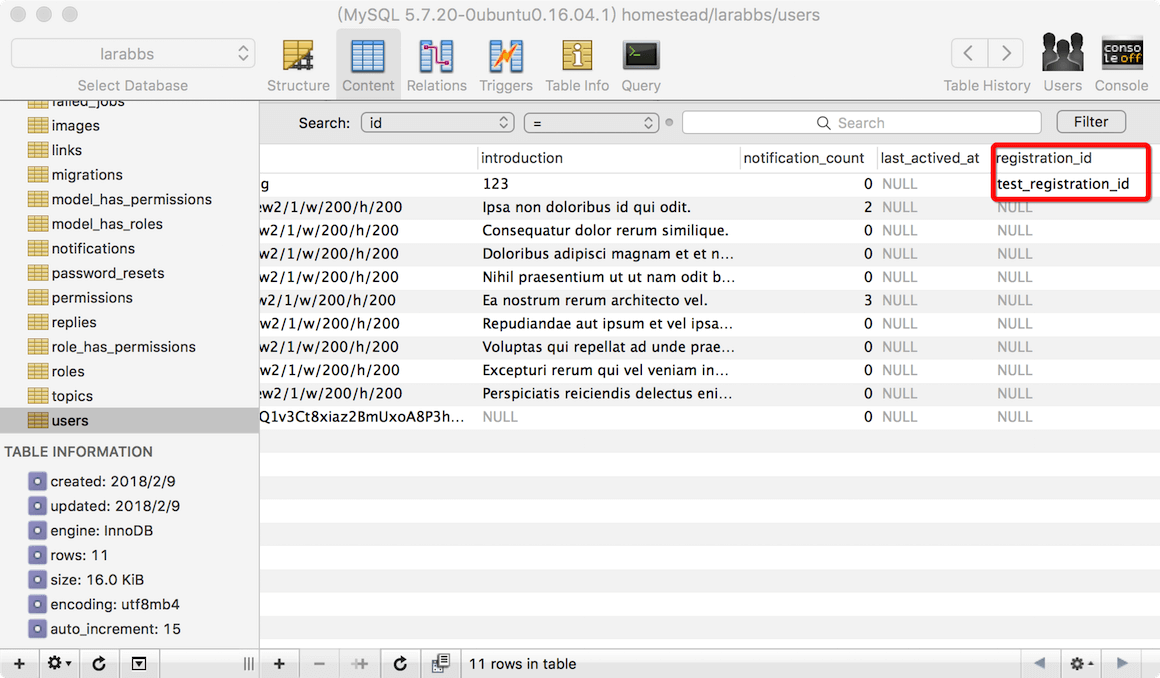 (MySQL 5.7.20-0ubuntu0.16.04.1) homestead/larabbs/users
larabbs
Select Database
Structure
Content
Relations
Triggers
Table Info
Query
Table History
Users
conso
leoff
Console
failed_jobs
images
links
migrations
model_has_permissions
model_has_roles
notifications
password_resets
permissions
replies
role_has_permissions
roles
topics
users
TABLE INFORMATION
created: 2018/2/9
updated: 2018/2/9
engine: InnoDB
rows: 11
size: 16.0 KiB
encoding: utf8mb4
auto_increment: 15
Search: id = Search Filter
introduction notification_count last_actived_at registration_id
g 123 0 NULL test_registration_id
ew2/1/w/200/h/200 Ipsa non doloribus id qui odit. 2 NULL NULL
w2/1/w/200/h/200 Consequatur dolor rerum similique. 0 NULL NULL
w2/1/w/200/h/200 Doloribus adipisci magnam et et n... 0 NULL NULL
w2/1/w/200/h/200 Nihil praesentium ut ut nam odit b... 0 NULL NULL
v2/1/w/200/h/200 Ea nostrum rerum architecto vel. 3 NULL NULL
w2/1/w/200/h/200 Repudiandae aut ipsum et vel ipsa... 0 NULL NULL
w2/1/w/200/h/200 Voluptas qui repellat ad unde prae... 0 NULL NULL
w2/1/w/200/h/200 Excepturi rerum qui vel veniam in... 0 NULL NULL
ew2/1/w/200/h/200 Perspiciatis reiciendis delectus eni... 0 NULL NULL
Q1v3Ct8xiaz2BmUxoA8P3h... NULL 0 NULL NULL
11 rows in table